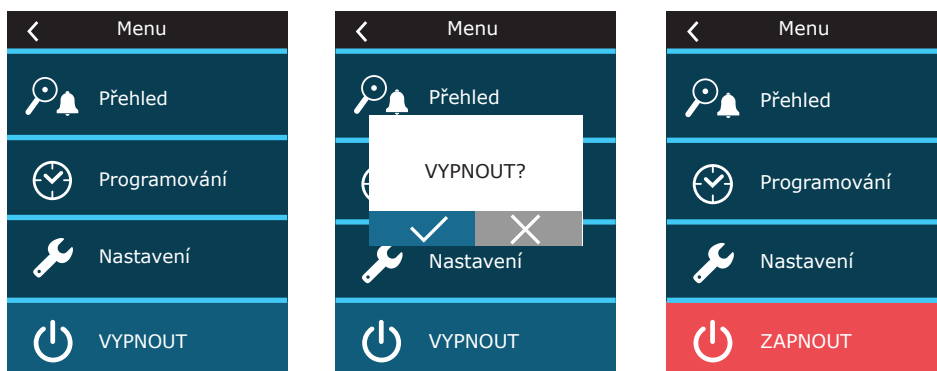 Menu
Přehled
Programování
Nastavení
VYPNOUT
Menu
Přehled
VYPNOUT?
Nastavení
VYPNOUT
Menu
Přehled
Programování
Nastavení
ZAPNOUT